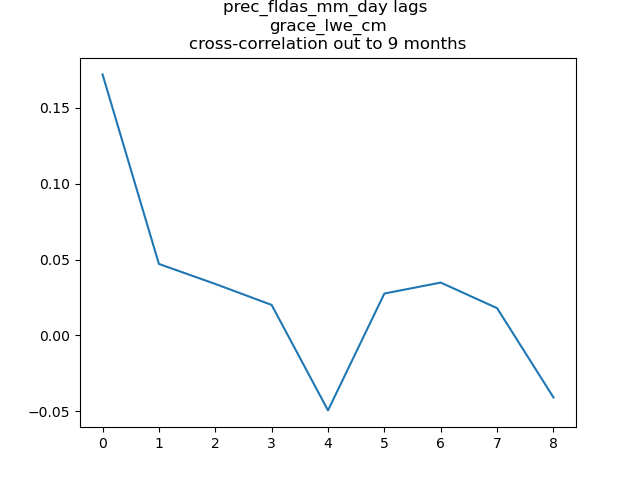 prec_fldas_mm_day lags
grace_lwe_cm
cross-correlation out to 9 months
0.15
0.10
0.05
0.00
−0.05
0 1 2 3 4 5 6 7 8